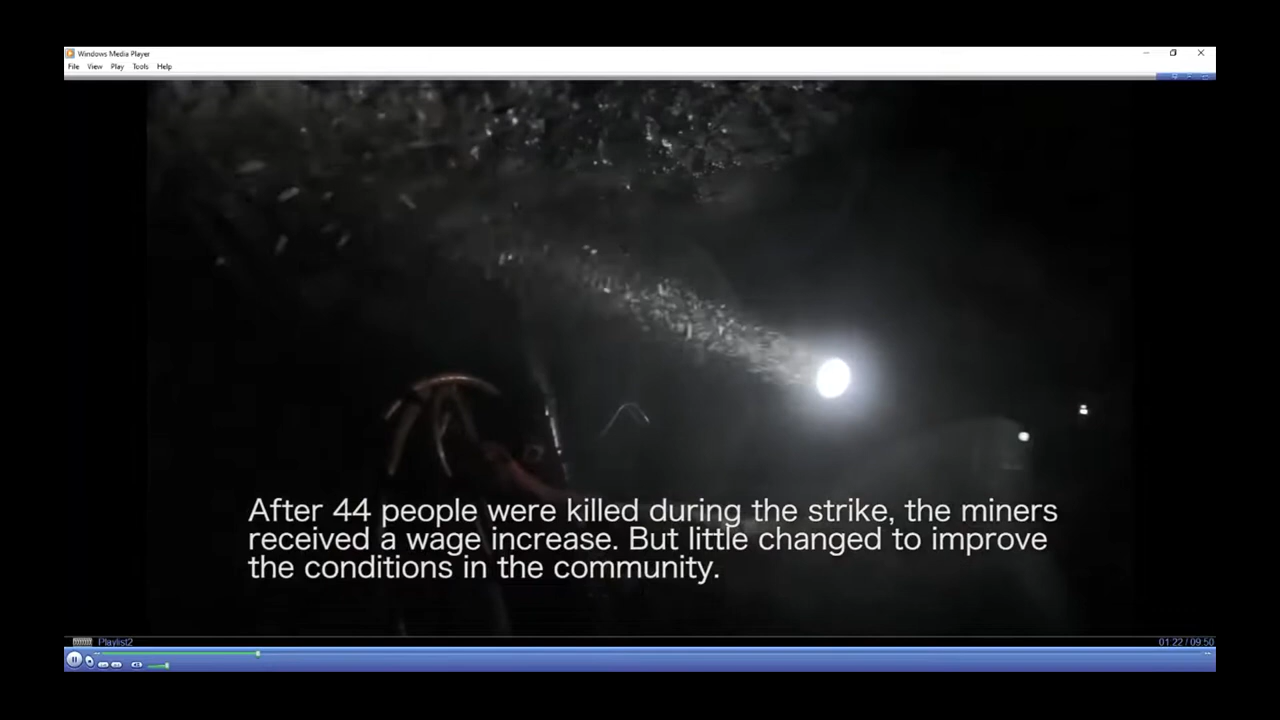 Windows Media Player
File View Play Tools Help
After 44 people were killed during the strike, the miners
received a wage increase. But little changed to improve
the conditions in the community.
Playlist2
01:22 / 09:50